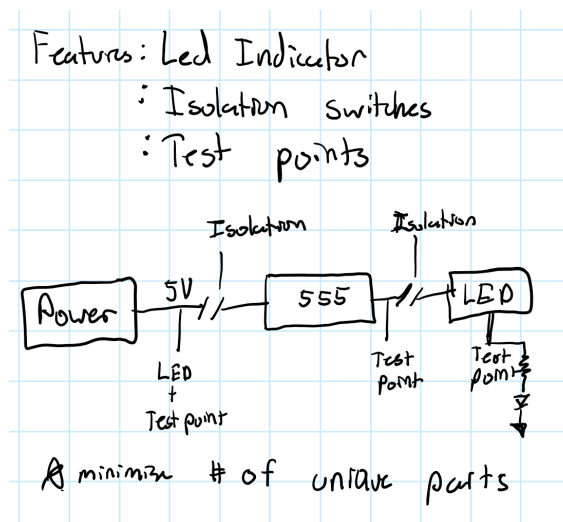 Features: Led Indicator
: Isolation switches
: Test points
Isolation
Isolation
Power
5V
555
LED
LED
+
Test point
Test
point
Test
point
minimize # of unique parts